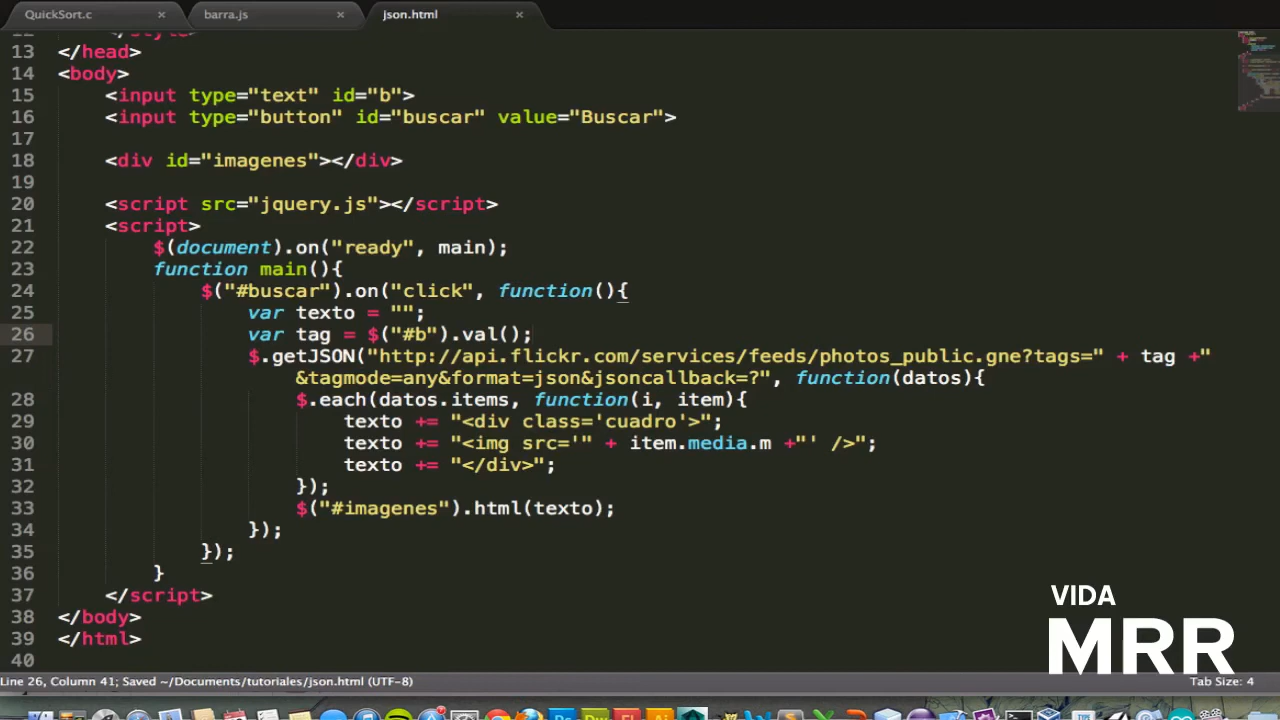 QuickSort.c × barra.js × json.html ×
12 </style>
13 </head>
14 <body>
15 <input type="text" id="b">
16 <input type="button" id="buscar" value="Buscar">
17
18 <div id="imagenes"></div>
19
20 <script src="jquery.js"></script>
21 <script>
22 $(document).on("ready", main);
23 function main(){
24 $("#buscar").on("click", function(){
25 var texto = "";
26 var tag = $("#b").val();
27 $.getJSON("http://api.flickr.com/services/feeds/photos_public.gne?tags=" + tag +"
&tagmode=any&format=json&jsoncallback=?", function(datos){
28 $.each(datos.items, function(i, item){
29 texto += "<div class='cuadro'>";
30 texto += "<img src='" + item.media.m +"' />";
31 texto += "</div>";
32 });
33 $("#imagenes").html(texto);
34 });
35 });
36 }
37 </script>
38 </body>
39 </html>
40
VIDA
MRR
Line 26, Column 41; Saved ~/Documents/tutoriales/json.html (UTF-8) Tab Size: 4